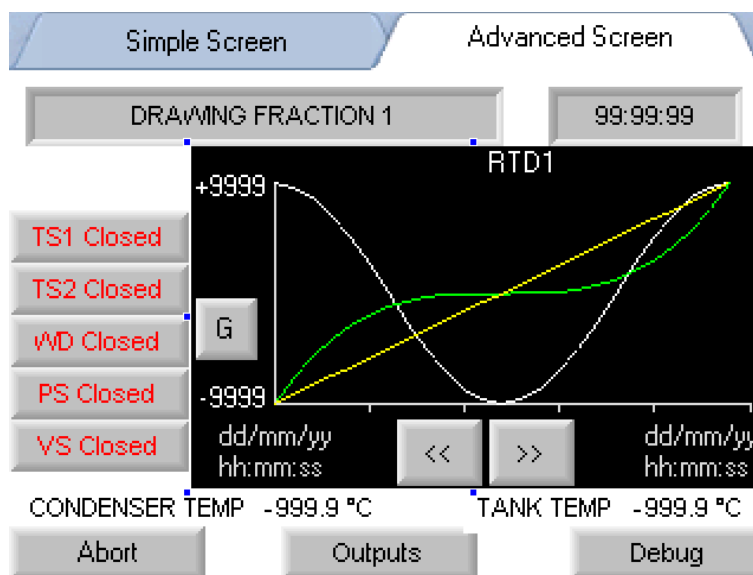 Simple Screen
Advanced Screen
DRAWING FRACTION 1
99:99:99
RTD1
+9999
TS1 Closed
TS2 Closed
WD Closed
G
PS Closed
-9999
VS Closed
dd/mm/yy
hh:mm:ss
<<
>>
dd/mm/yy
hh:mm:ss
CONDENSER TEMP -999.9 °C
TANK TEMP -999.9 °C
Abort
Outputs
Debug